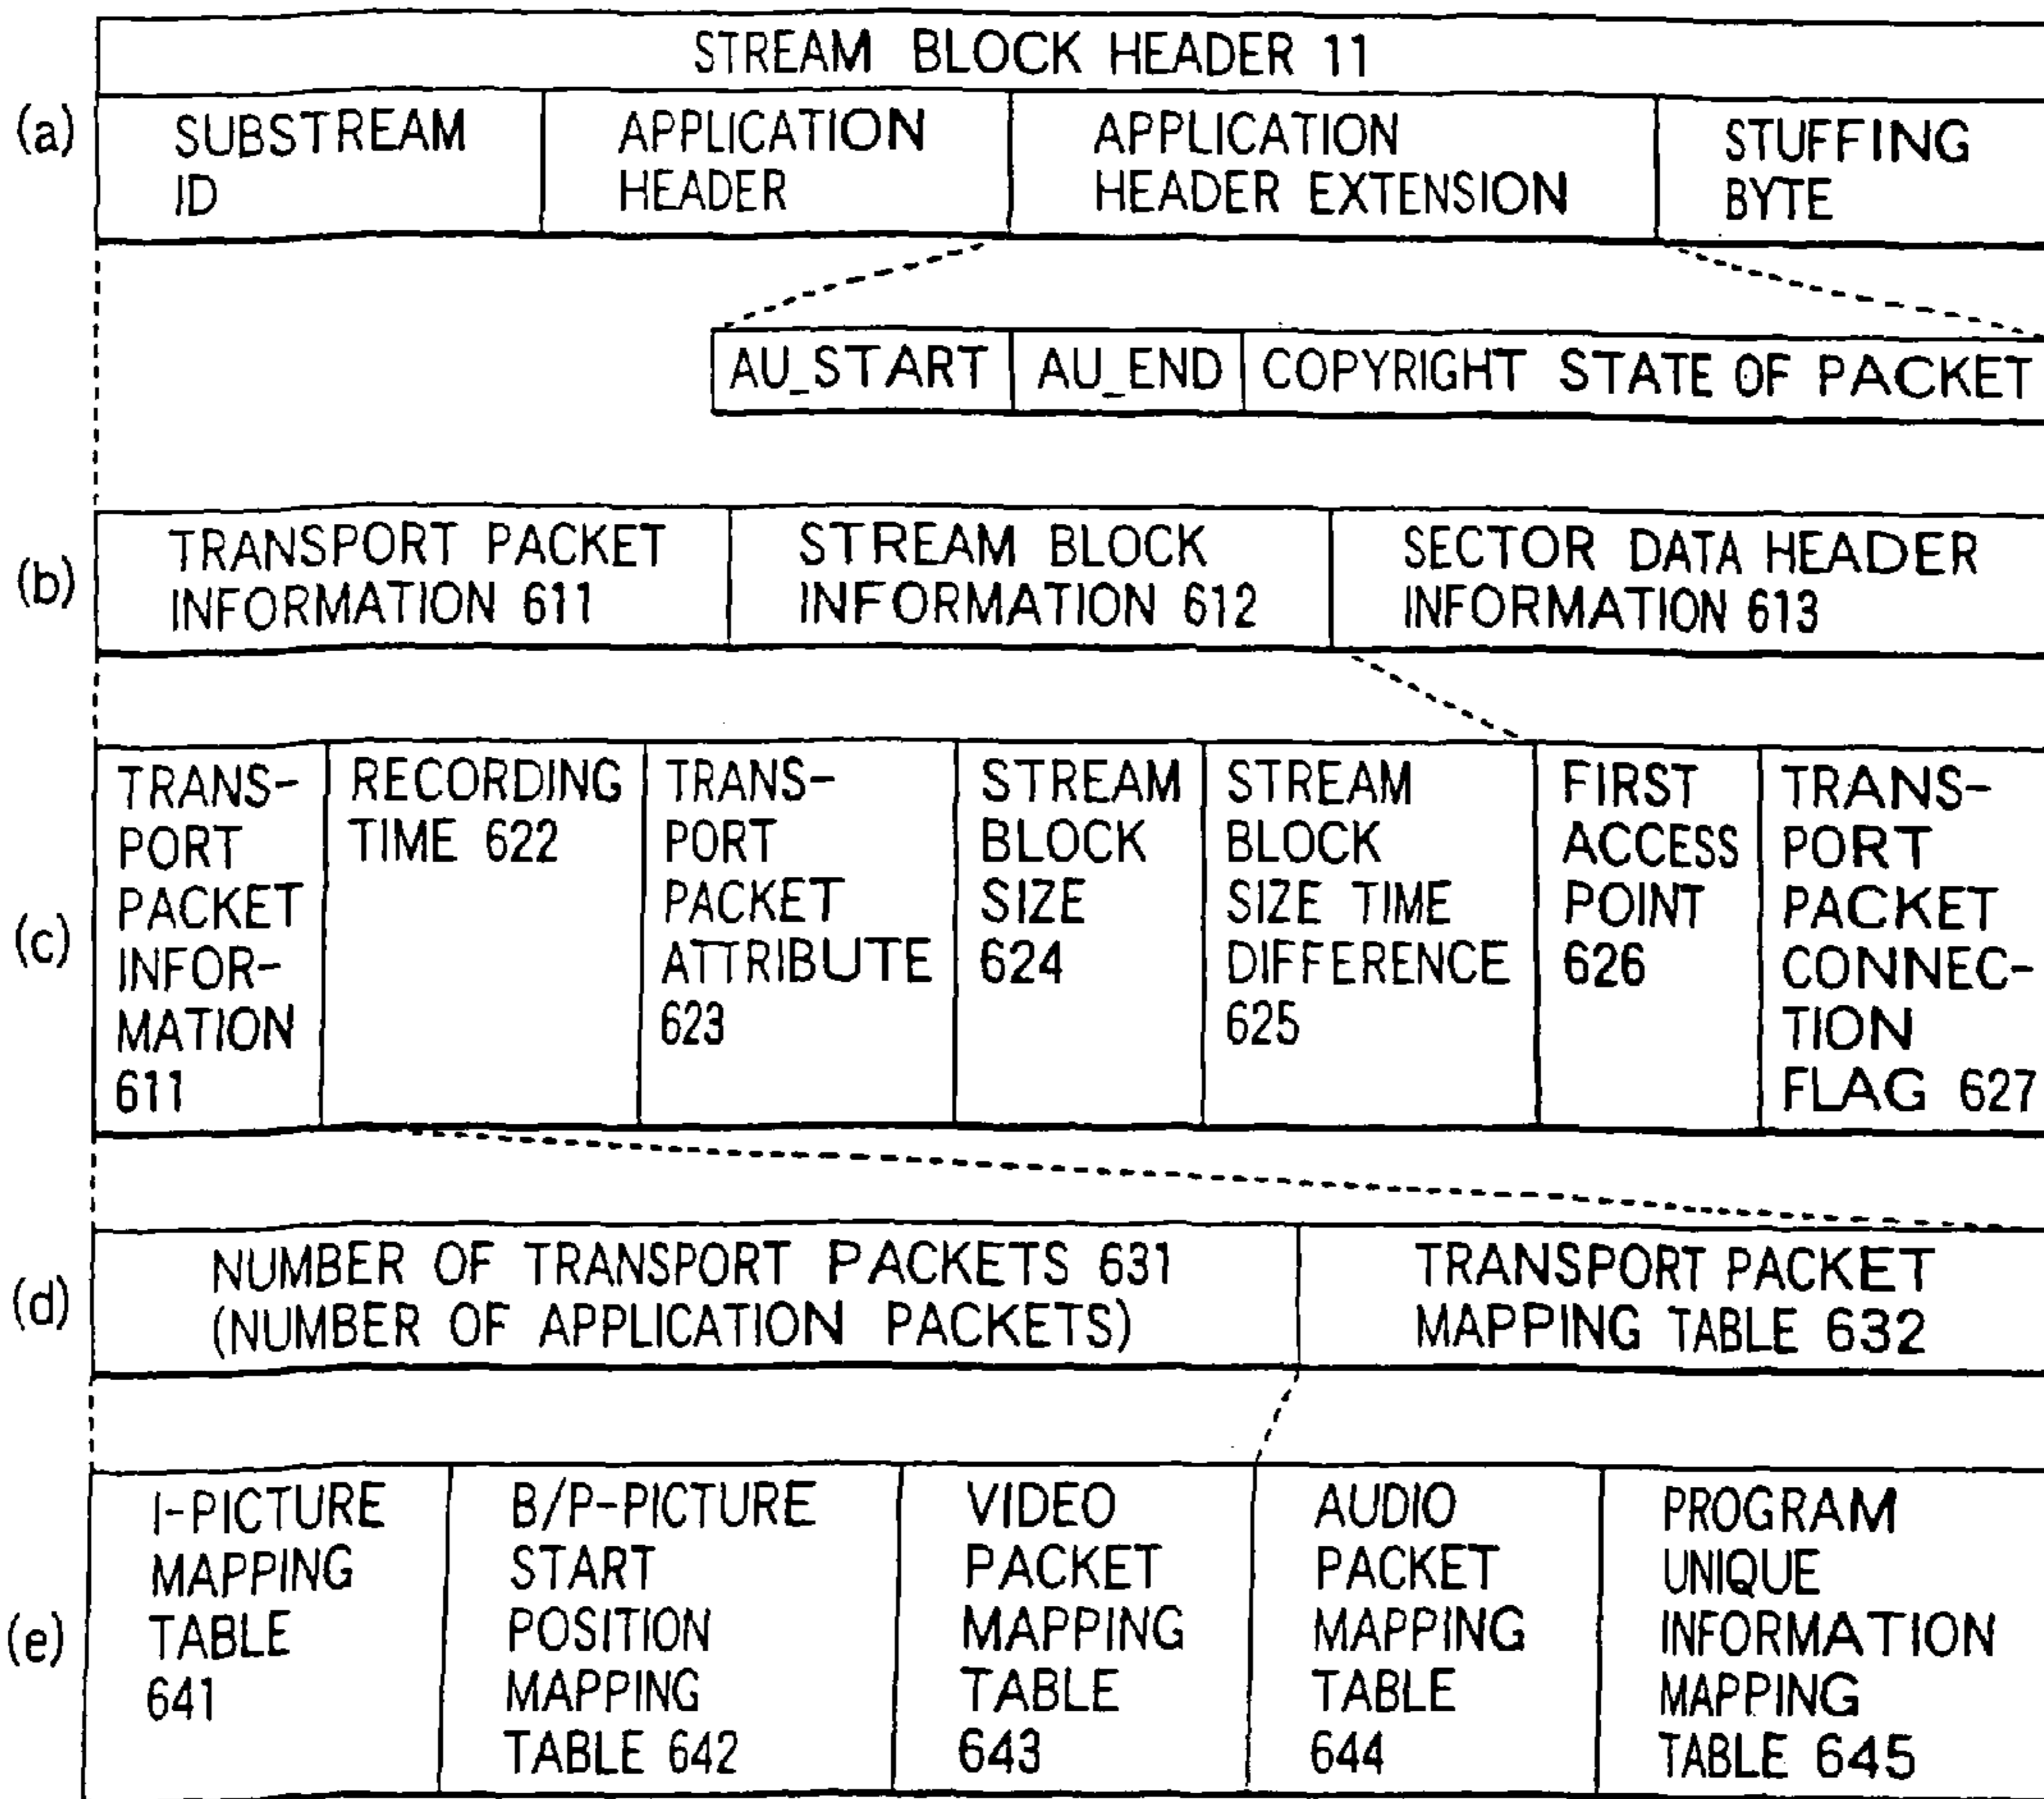 STREAM BLOCK HEADER 11
(a)
SUBSTREAM
ID
APPLICATION
HEADER
APPLICATION
HEADER EXTENSION
STUFFING
BYTE
AU_START
AU_END
COPYRIGHT STATE OF PACKET
(b)
TRANSPORT PACKET
INFORMATION 611
STREAM BLOCK
INFORMATION 612
SECTOR DATA HEADER
INFORMATION 613
(c)
TRANS-
PORT
PACKET
INFOR-
MATION
611
RECORDING
TIME 622
TRANS-
PORT
PACKET
ATTRIBUTE
623
STREAM
BLOCK
SIZE
624
STREAM
BLOCK
SIZE TIME
DIFFERENCE
625
FIRST
ACCESS
POINT
626
TRANS-
PORT
PACKET
CONNEC-
TION
FLAG 627
(d)
NUMBER OF TRANSPORT PACKETS 631
(NUMBER OF APPLICATION PACKETS)
TRANSPORT PACKET
MAPPING TABLE 632
(e)
I-PICTURE
MAPPING
TABLE
641
B/P-PICTURE
START
POSITION
MAPPING
TABLE 642
VIDEO
PACKET
MAPPING
TABLE
643
AUDIO
PACKET
MAPPING
TABLE
644
PROGRAM
UNIQUE
INFORMATION
MAPPING
TABLE 645